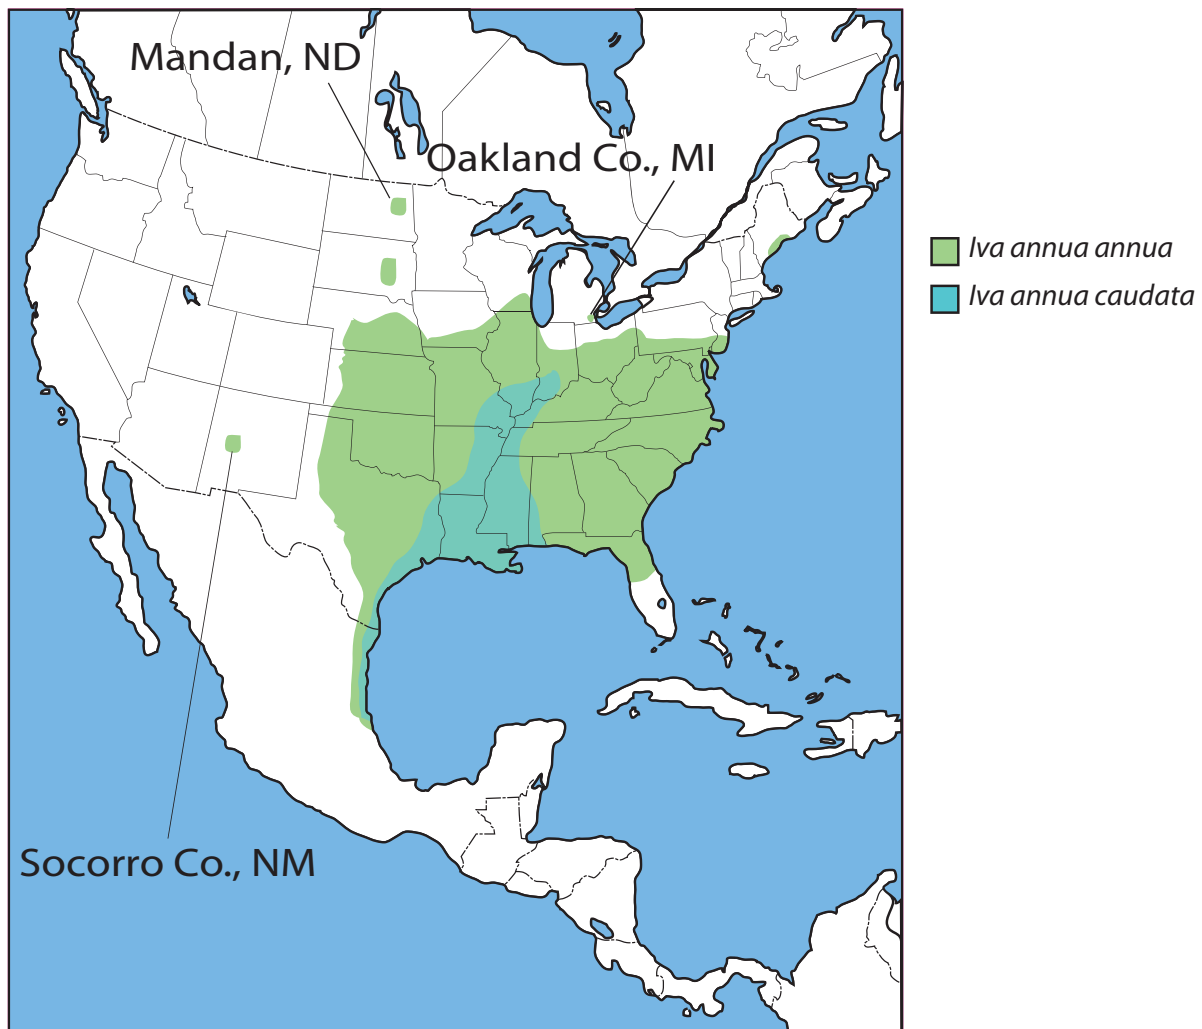 Mandan, ND
Oakland Co., MI
Iva annua annua
Iva annua caudata
Socorro Co., NM